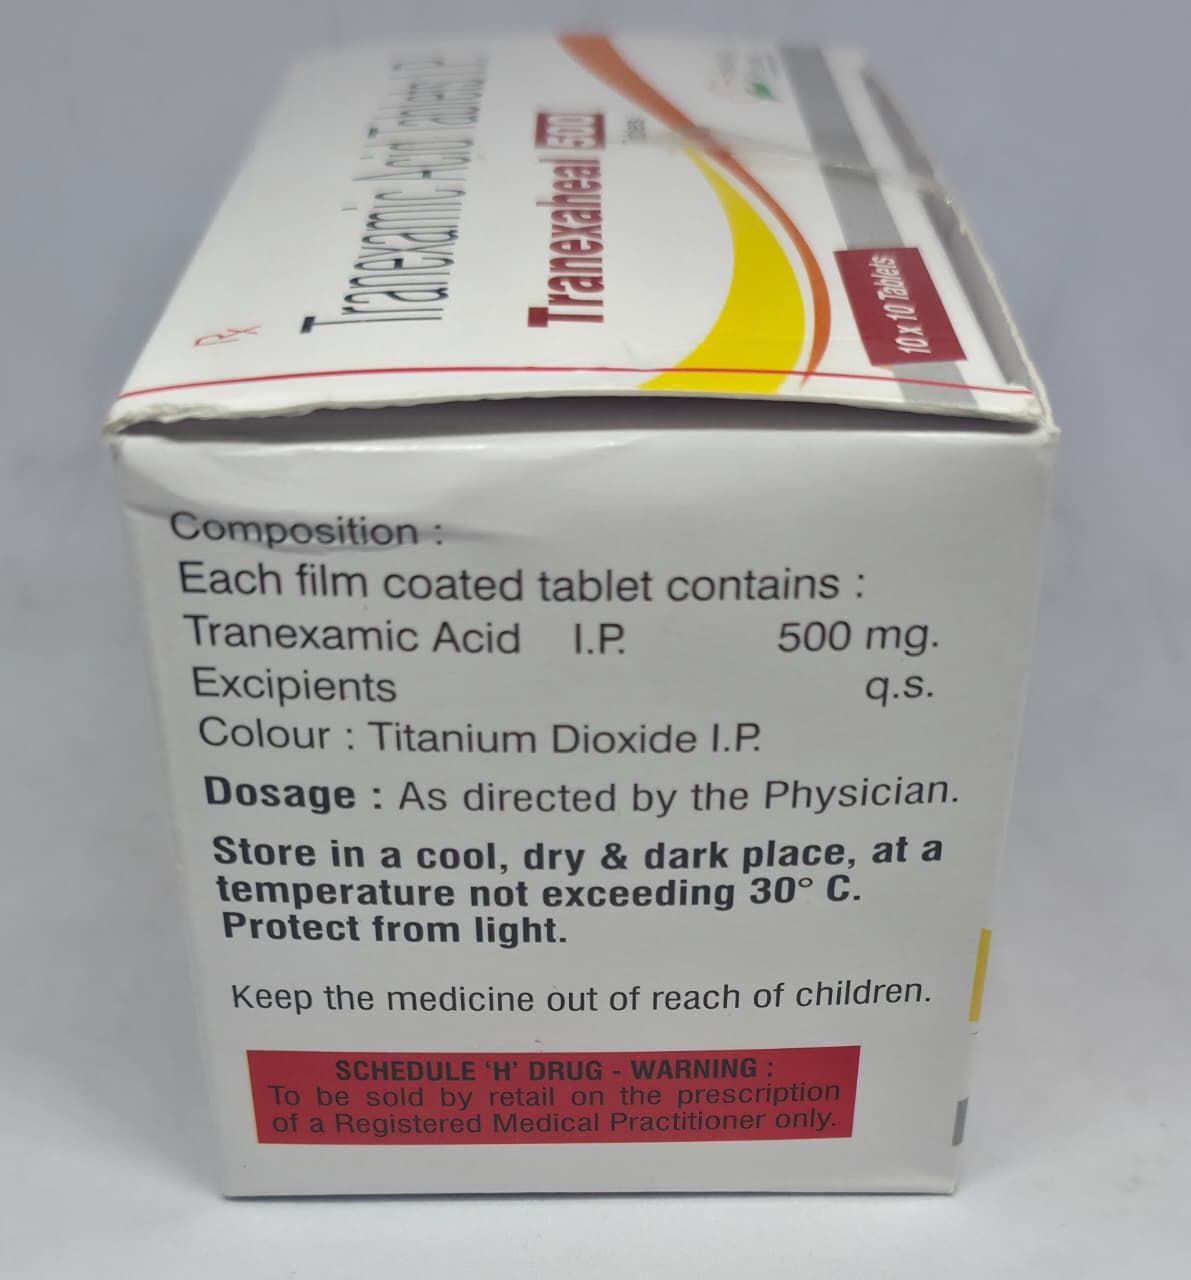 Rx
Tranexamic Acid Tablets I.P.
Tranexaheal 500
Tablets
10 x 10 Tablets
Composition :
Each film coated tablet contains :
Tranexamic Acid I.P. 500 mg.
Excipients q.s.
Colour : Titanium Dioxide I.P.
Dosage : As directed by the Physician.
Store in a cool, dry & dark place, at a
temperature not exceeding 30° C.
Protect from light.
Keep the medicine out of reach of children.
SCHEDULE ‘H’ DRUG - WARNING :
To be sold by retail on the prescription
of a Registered Medical Practitioner only.